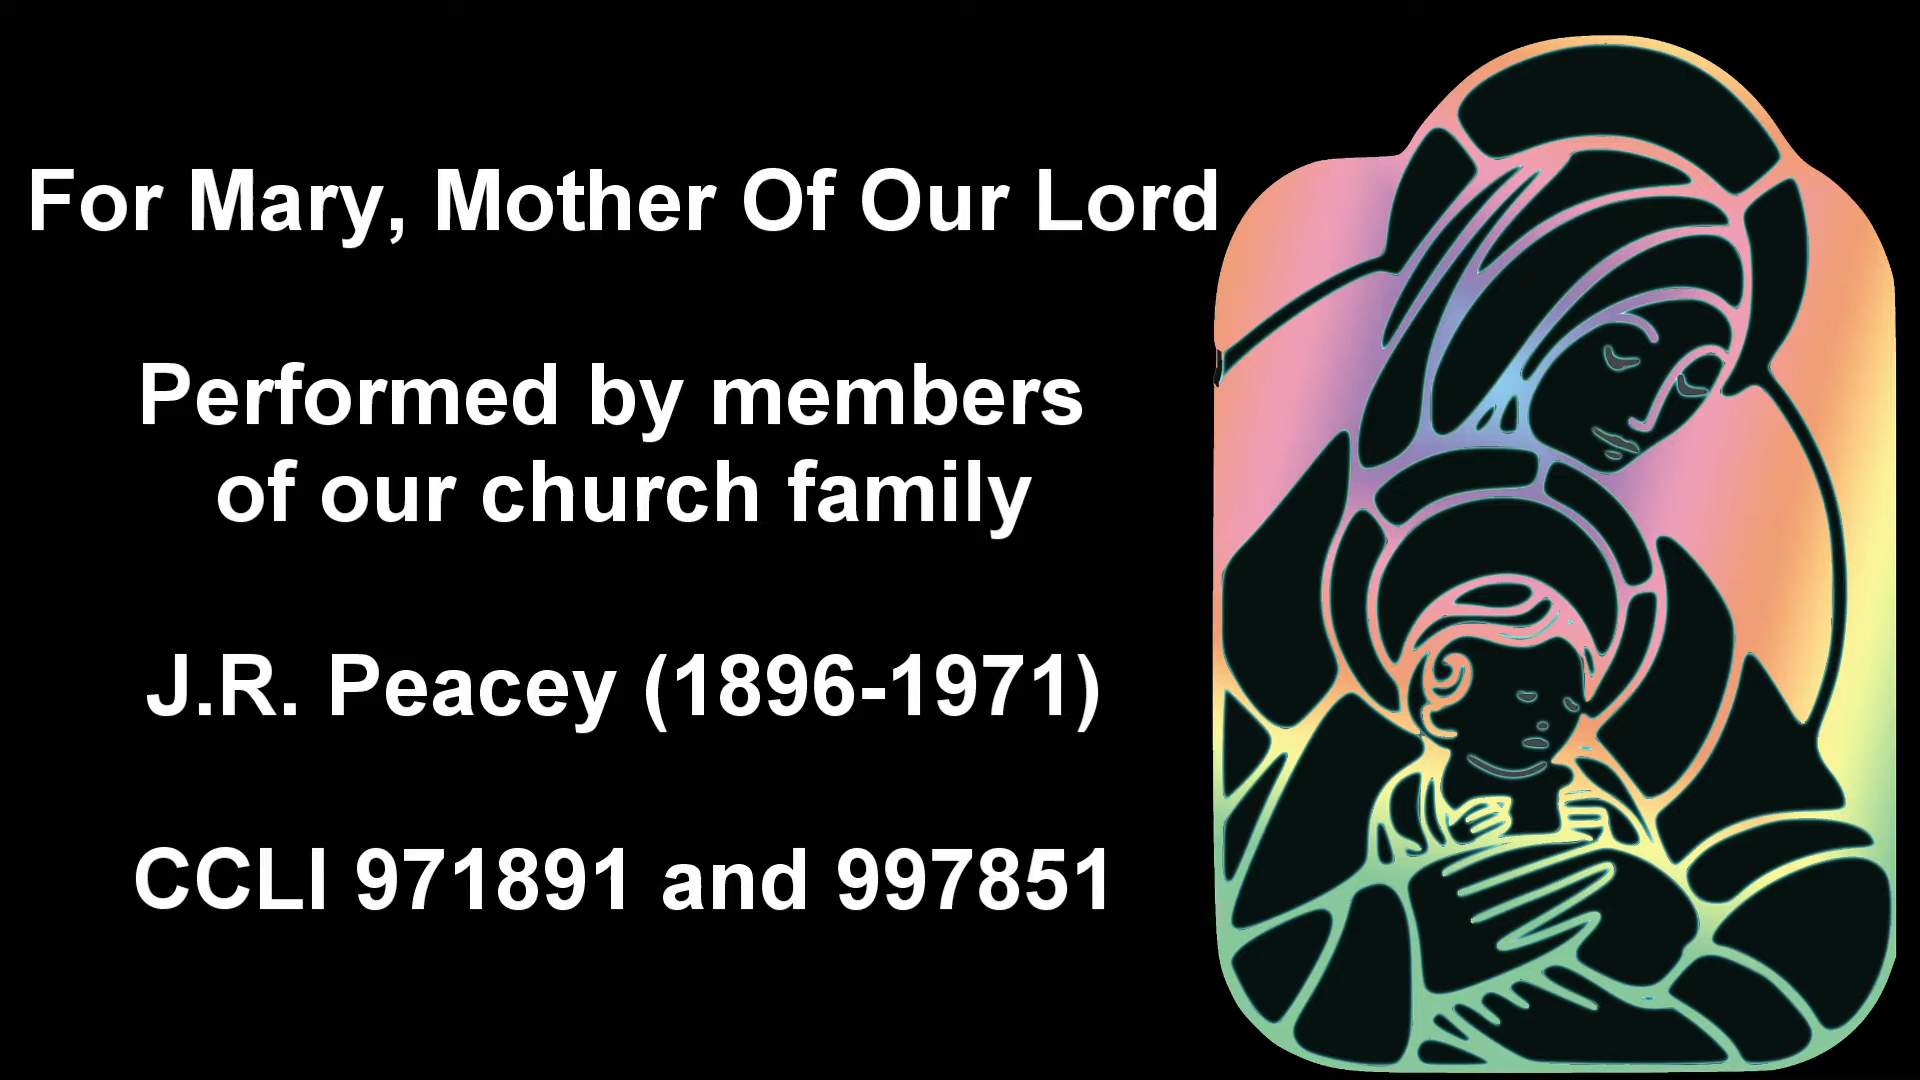 For Mary, Mother Of Our Lord
Performed by members
of our church family
J.R. Peacey (1896-1971)
CCLI 971891 and 997851